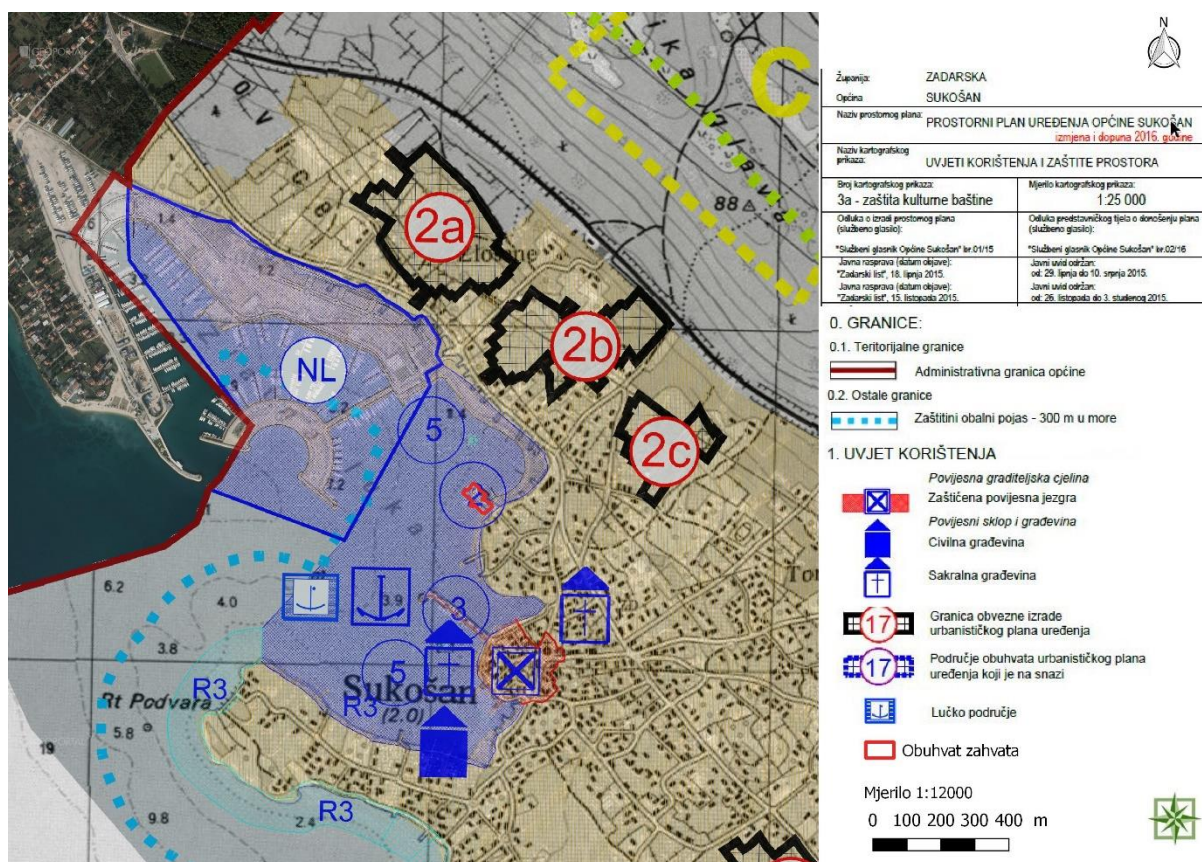 GEOPORTAL
N
Županija: ZADARSKA
Općina SUKOŠAN
Naziv prostornog plana: PROSTORNI PLAN UREĐENJA OPĆINE SUKOŠAN
izmjena i dopuna 2016. godine
Naziv kartografskog prikaza: UVJETI KORIŠTENJA I ZAŠTITE PROSTORA
Broj kartografskog prikaza:
3a - zaštita kulturne baštine
Mjerilo kartografskog prikaza:
1:25 000
Odluka o izradi prostornog plana
(službeno glasilo):
"Službeni glasnik Općine Sukošan" br.01/15
Odluka predstavničkog tijela o donošenju plana
(službeno glasilo):
"Službeni glasnik Općine Sukošan" br.02/16
Javna rasprava (datum objave):
"Zadarski list", 18. lipnja 2015.
Javni uvid održan:
od: 29. lipnja do 10. srpnja 2015.
Javna rasprava (datum objave):
"Zadarski list", 15. listopada 2015.
Javni uvid održan:
od: 26. listopada do 3. studenog 2015.
0. GRANICE:
0.1. Teritorijalne granice
Administrativna granica općine
0.2. Ostale granice
Zaštitni obalni pojas - 300 m u more
1. UVJET KORIŠTENJA
Povijesna graditeljska cjelina
Zaštićena povijesna jezgra
Povijesni sklop i građevina
Civilna građevina
Sakralna građevina
17
Granica obvezne izrade
urbanističkog plana uređenja
17
Područje obuhvata urbanističkog plana
uređenja koji je na snazi
Lučko područje
Obuhvat zahvata
Mjerilo 1:12000
0 100 200 300 400 m
C
2a
88
2b
2c
1.4
1.2
NL
5
2.2
6.2
4.0
3.9
3
3.8
5
R3
Rt Podvara
Sukošan
R3
(2.0)
5.8
19
R3
2.4
9.8